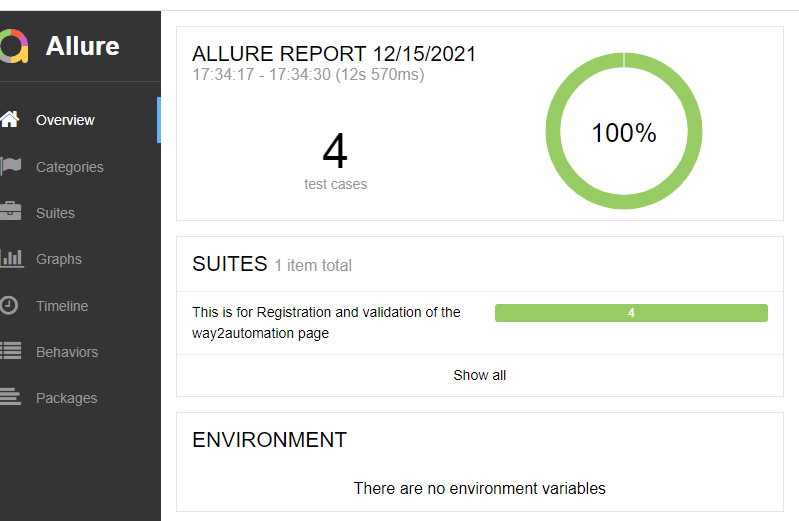 Allure
Overview
Categories
Suites
Graphs
Timeline
Behaviors
Packages
ALLURE REPORT 12/15/2021
17:34:17 - 17:34:30 (12s 570ms)
4
test cases
100%
SUITES 1 item total
This is for Registration and validation of the
way2automation page
4
Show all
ENVIRONMENT
There are no environment variables